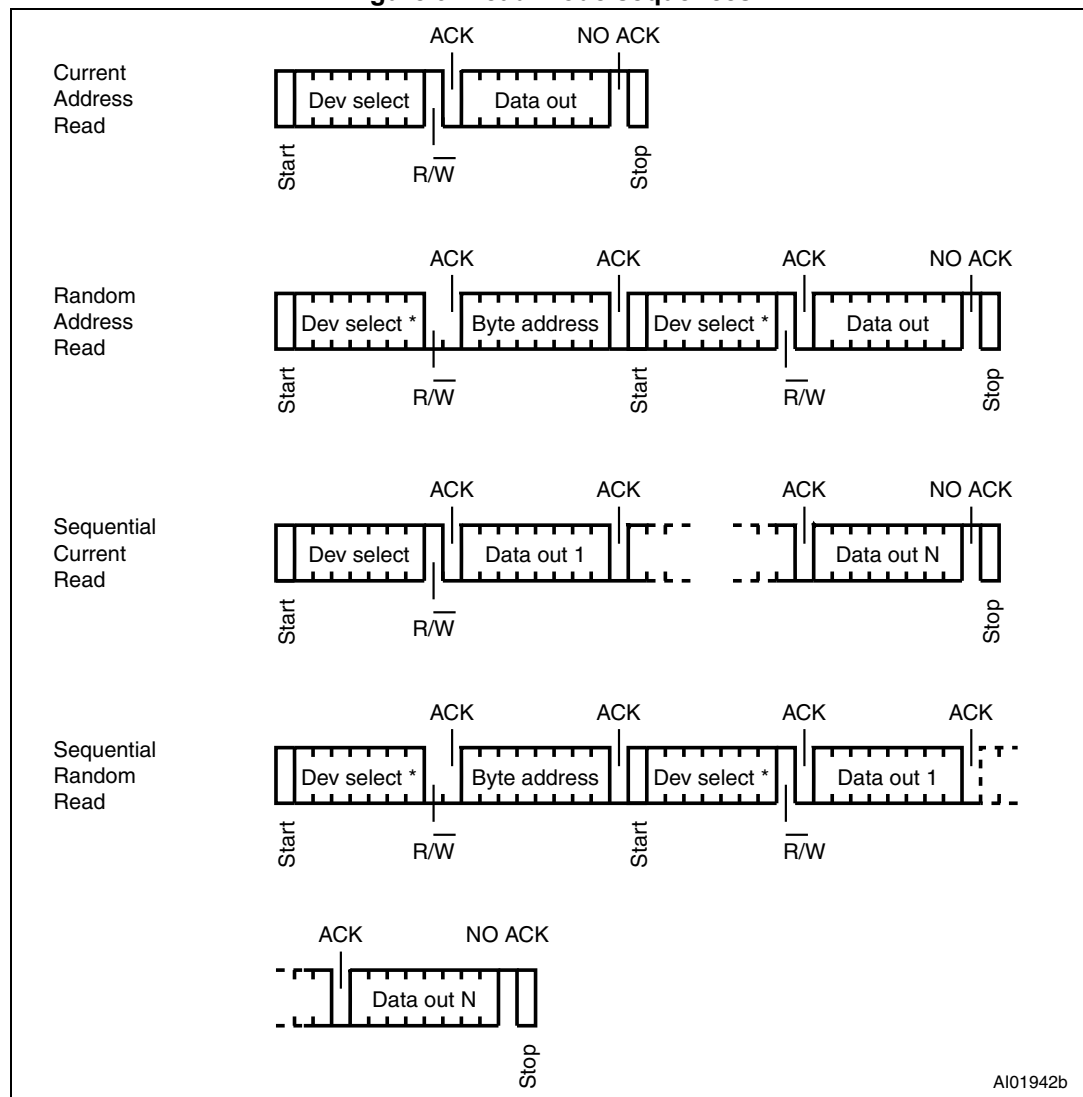 ACK NO ACK
Current
Address
Read
Dev select Data out
Start R/W̅ Stop
ACK ACK ACK NO ACK
Random
Address
Read
Dev select * Byte address Dev select * Data out
Start R/W̅ Start R̅/W Stop
ACK ACK ACK NO ACK
Sequential
Current
Read
Dev select Data out 1 Data out N
Start R/W̅ Stop
ACK ACK ACK ACK
Sequential
Random
Read
Dev select * Byte address Dev select * Data out 1
Start R/W̅ Start R̅/W
ACK NO ACK
Data out N
Stop
AI01942b